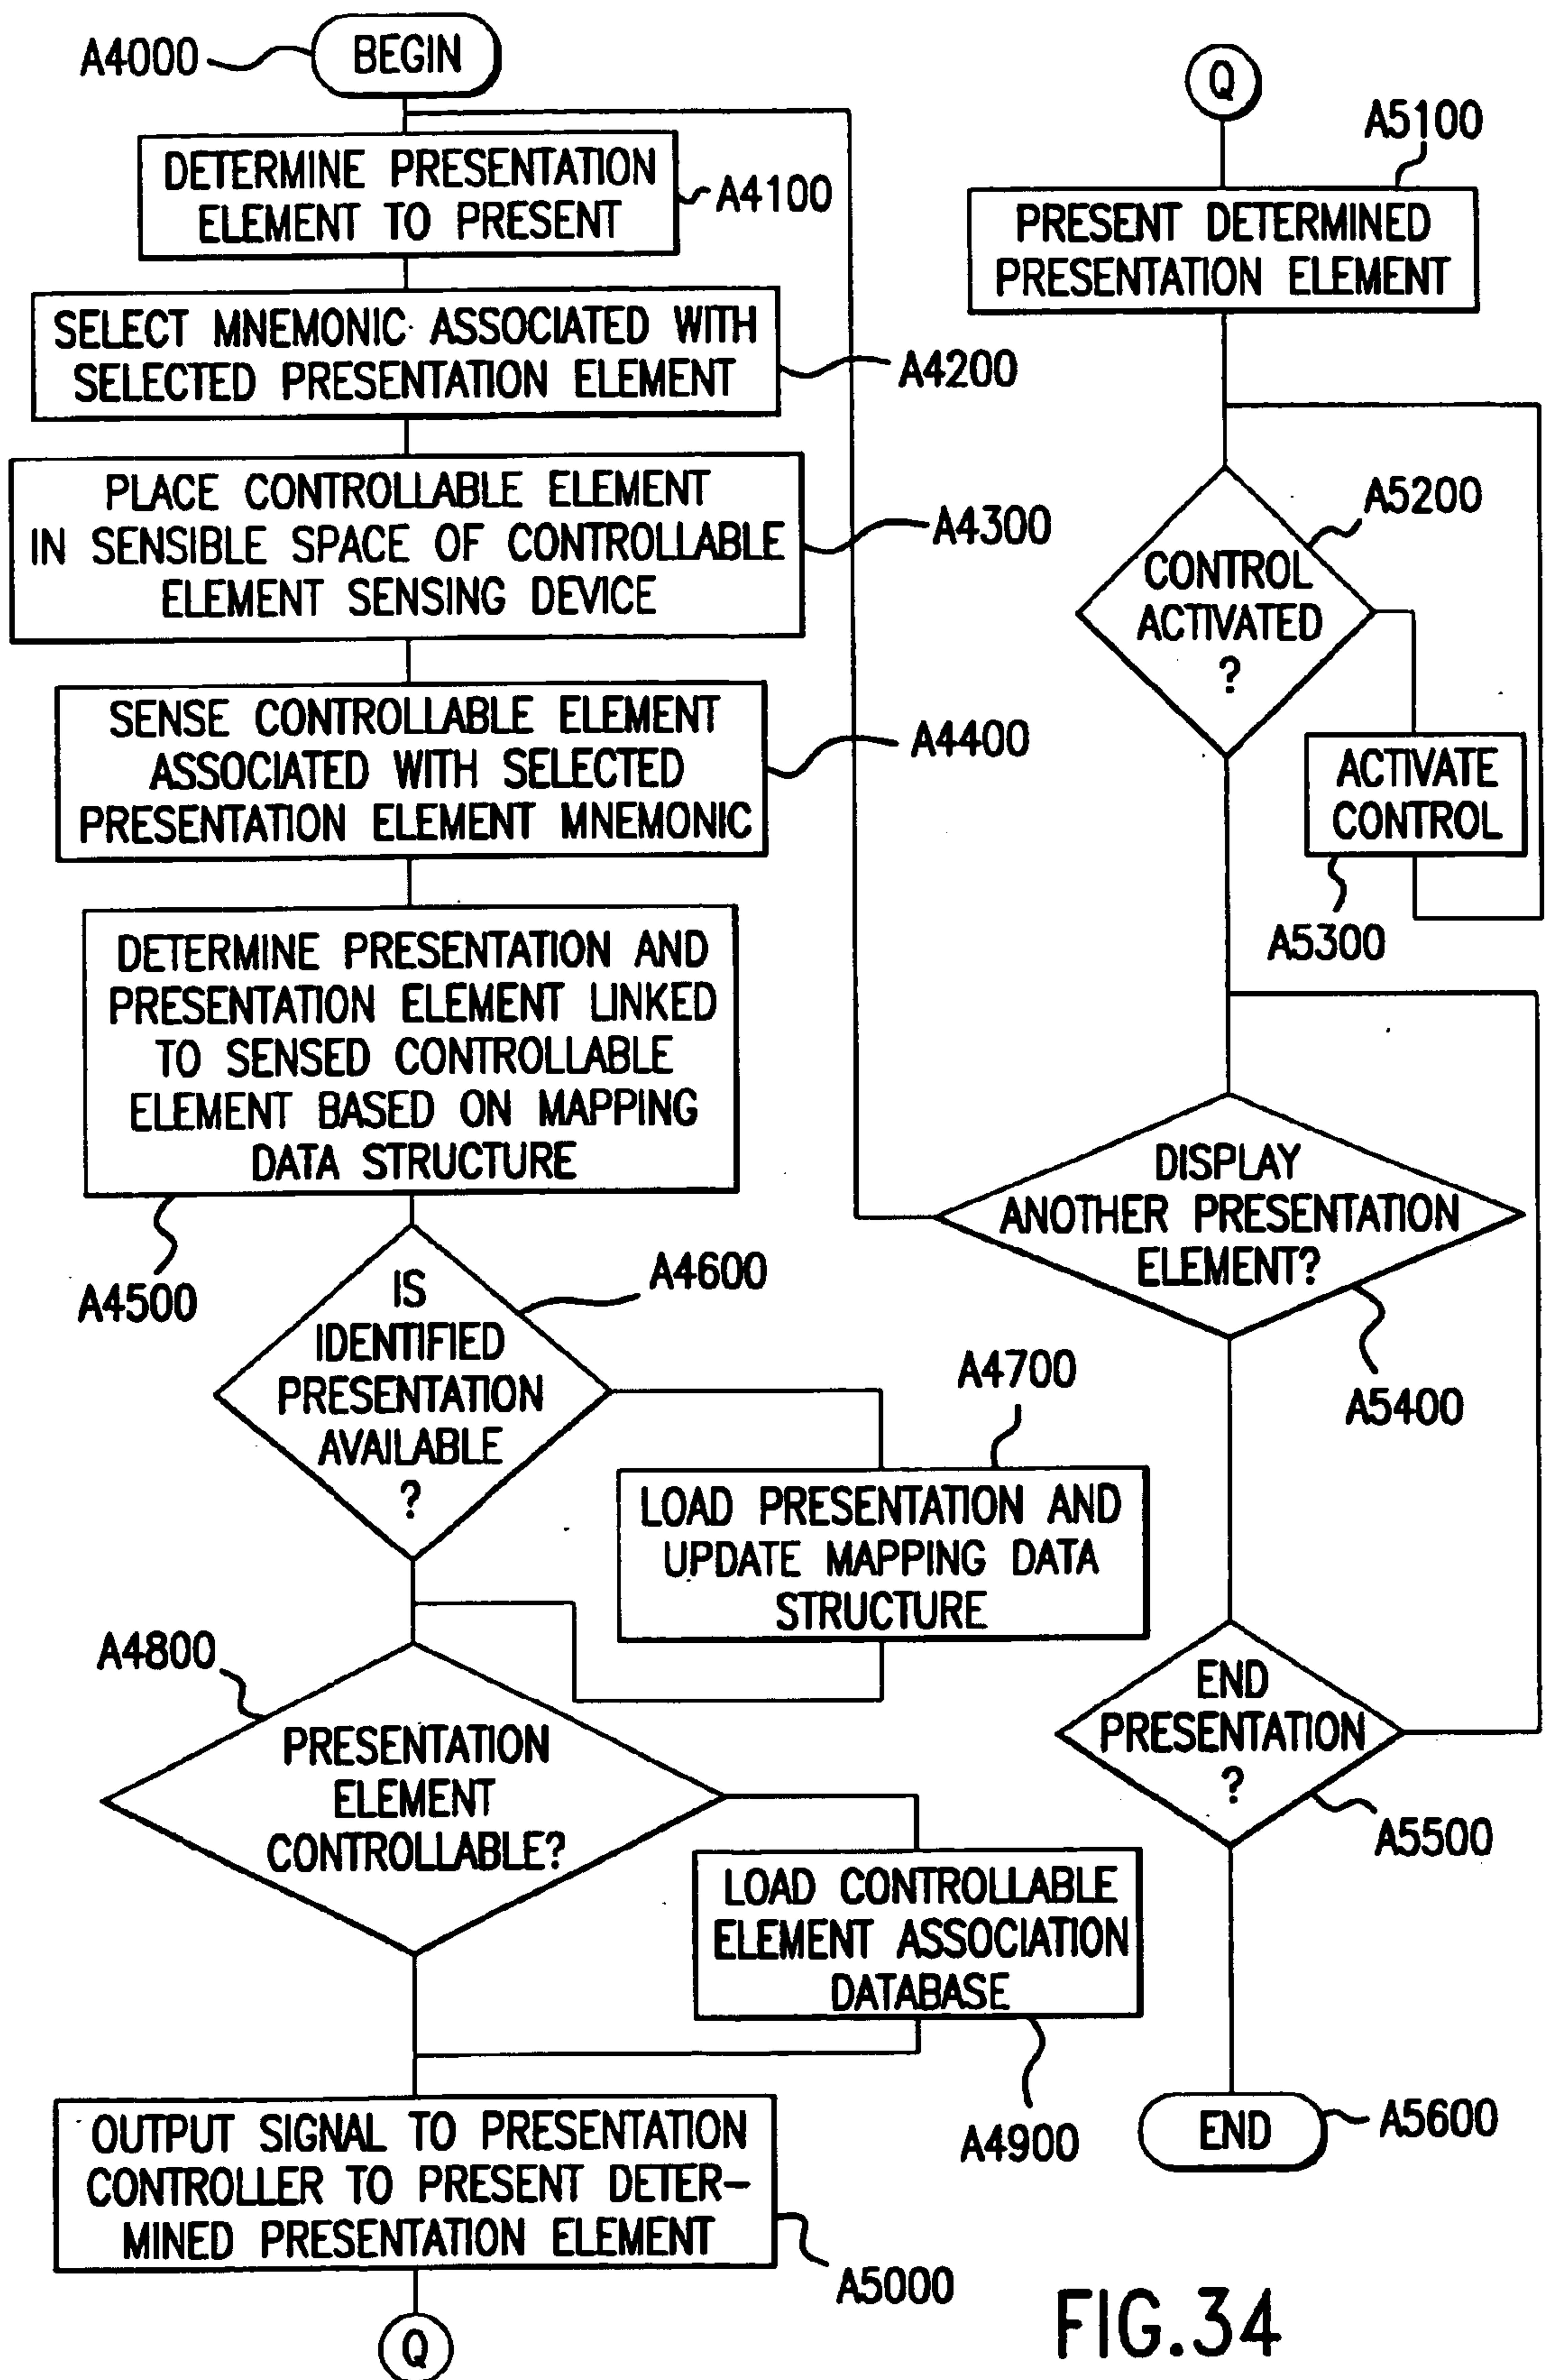 A4000
BEGIN
DETERMINE PRESENTATION
ELEMENT TO PRESENT
A4100
SELECT MNEMONIC ASSOCIATED WITH
SELECTED PRESENTATION ELEMENT
A4200
PLACE CONTROLLABLE ELEMENT
IN SENSIBLE SPACE OF CONTROLLABLE
ELEMENT SENSING DEVICE
A4300
SENSE CONTROLLABLE ELEMENT
ASSOCIATED WITH SELECTED
PRESENTATION ELEMENT MNEMONIC
A4400
DETERMINE PRESENTATION AND
PRESENTATION ELEMENT LINKED
TO SENSED CONTROLLABLE
ELEMENT BASED ON MAPPING
DATA STRUCTURE
A4500
IS
IDENTIFIED
PRESENTATION
AVAILABLE
?
A4600
A4700
LOAD PRESENTATION AND
UPDATE MAPPING DATA
STRUCTURE
A4800
PRESENTATION
ELEMENT
CONTROLLABLE?
LOAD CONTROLLABLE
ELEMENT ASSOCIATION
DATABASE
A4900
OUTPUT SIGNAL TO PRESENTATION
CONTROLLER TO PRESENT DETER-
MINED PRESENTATION ELEMENT
A5000
Q
Q
A5100
PRESENT DETERMINED
PRESENTATION ELEMENT
A5200
CONTROL
ACTIVATED
?
ACTIVATE
CONTROL
A5300
DISPLAY
ANOTHER PRESENTATION
ELEMENT?
A5400
END
PRESENTATION
?
A5500
END
A5600
FIG.34